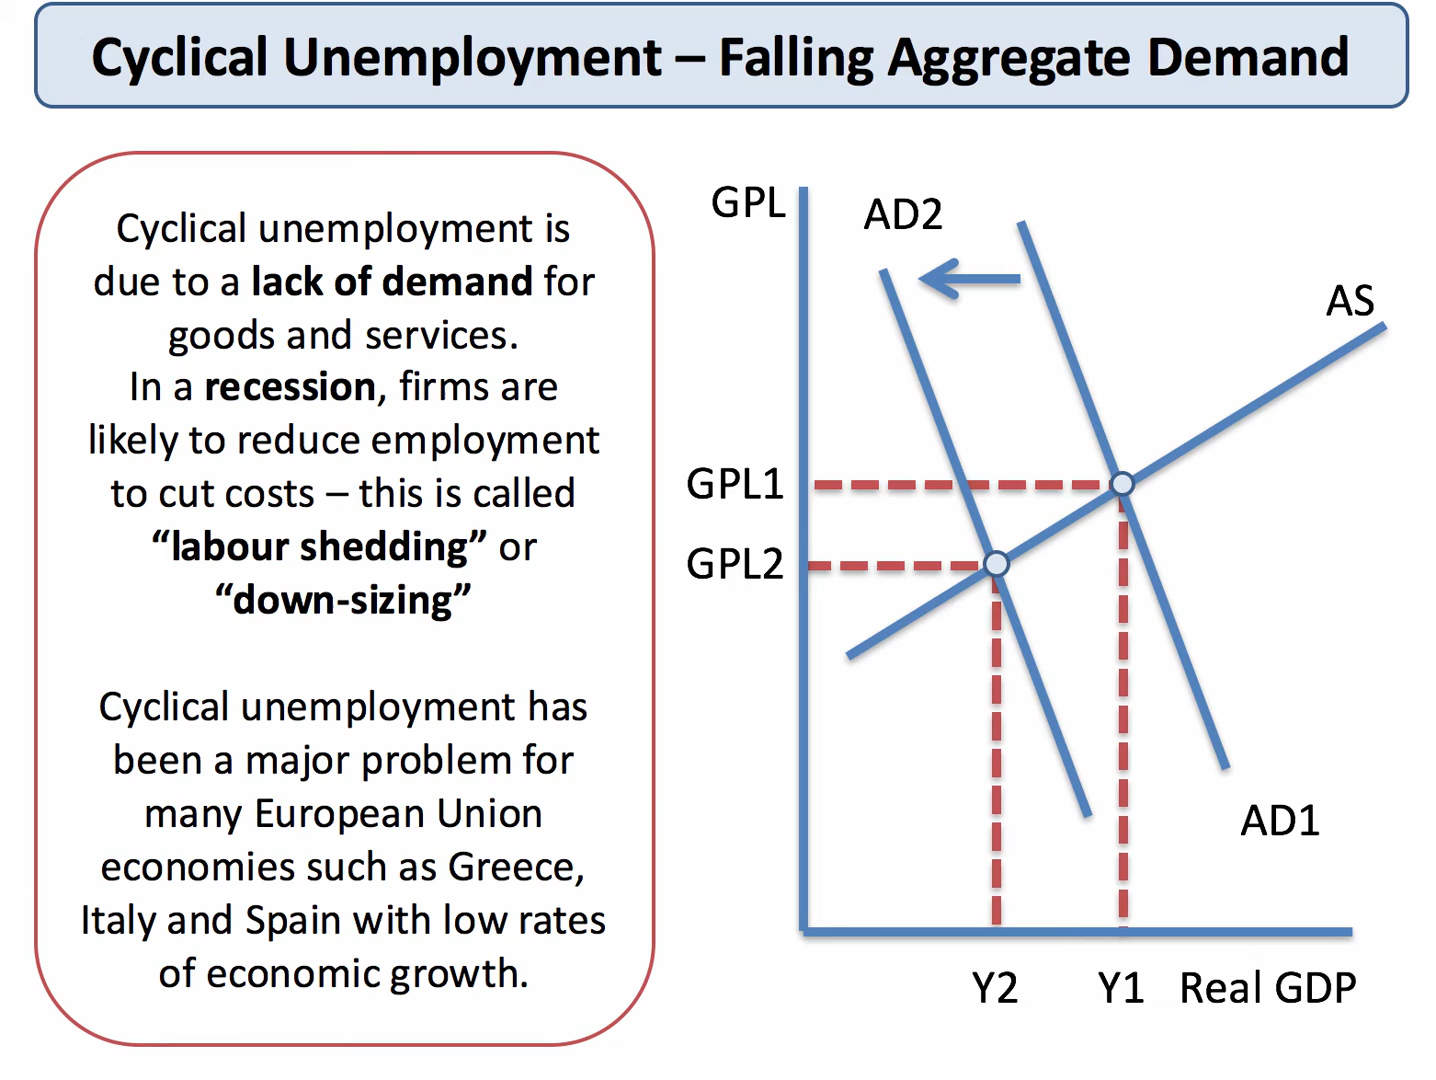 Cyclical Unemployment – Falling Aggregate Demand
Cyclical unemployment is
due to a lack of demand for
goods and services.
In a recession, firms are
likely to reduce employment
to cut costs – this is called
“labour shedding” or
“down-sizing”
Cyclical unemployment has
been a major problem for
many European Union
economies such as Greece,
Italy and Spain with low rates
of economic growth.
GPL
AD2
AS
GPL1
GPL2
AD1
Y2
Y1
Real GDP